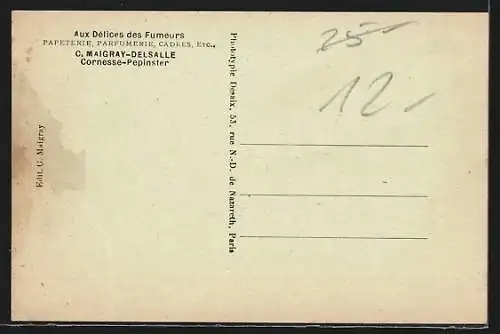 Aux Délices des Fumeurs
PAPETERIE, PARFUMERIE, CADRES, ETC.,
C. MAIGRAY-DELSALLE
Cornesse-Pepinster
Edit. C. Maigray
Phototypie Desaix, 53, rue N.-D. de Nazareth, Paris
25-
12-